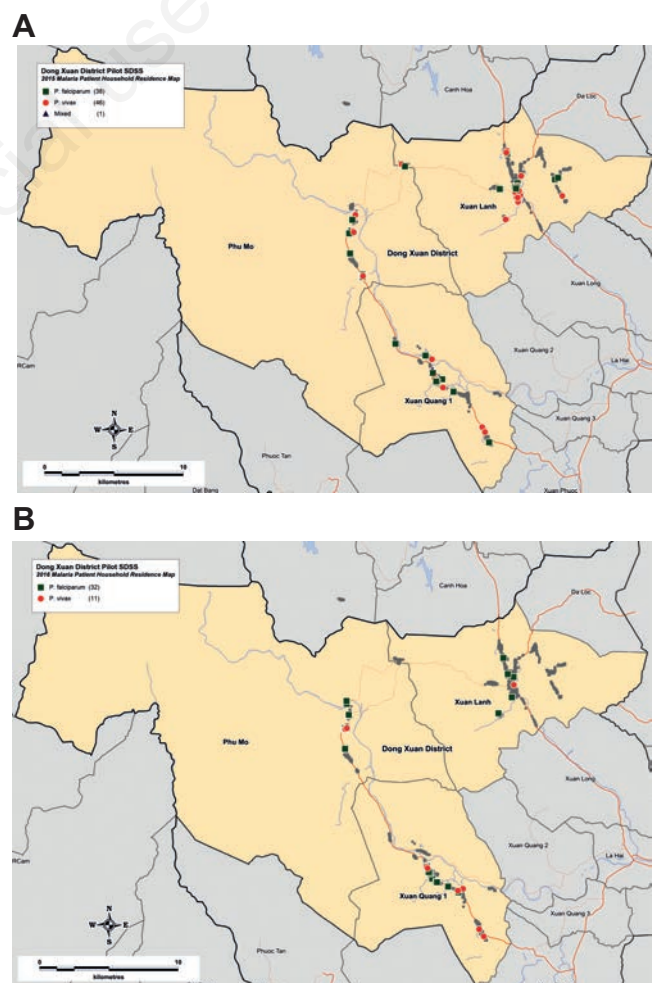 A
Dong Xuan District Pilot SDSS
2015 Malaria Patient Household Residence Map
P. falciparum (38)
P. vivax (46)
Mixed (1)
Canh Hoa
Da Loc
Xuan Lanh
Phu Mo
Dong Xuan District
Xuan Long
RCam
Xuan Quang 2
La Hai
Xuan Quang 1
Xuan Quang 3
N
W E
S
Phuoc Tan
0 10
kilometres
Dat Bang
Xuan Phuoc
B
Dong Xuan District Pilot SDSS
2016 Malaria Patient Household Residence Map
P. falciparum (32)
P. vivax (11)
Canh Hoa
Da Loc
Xuan Lanh
Phu Mo
Dong Xuan District
Xuan Long
Xuan Quang 2
RCam
La Hai
Xuan Quang 1
Xuan Quang 3
N
W E
S
Phuoc Tan
0 10
kilometres